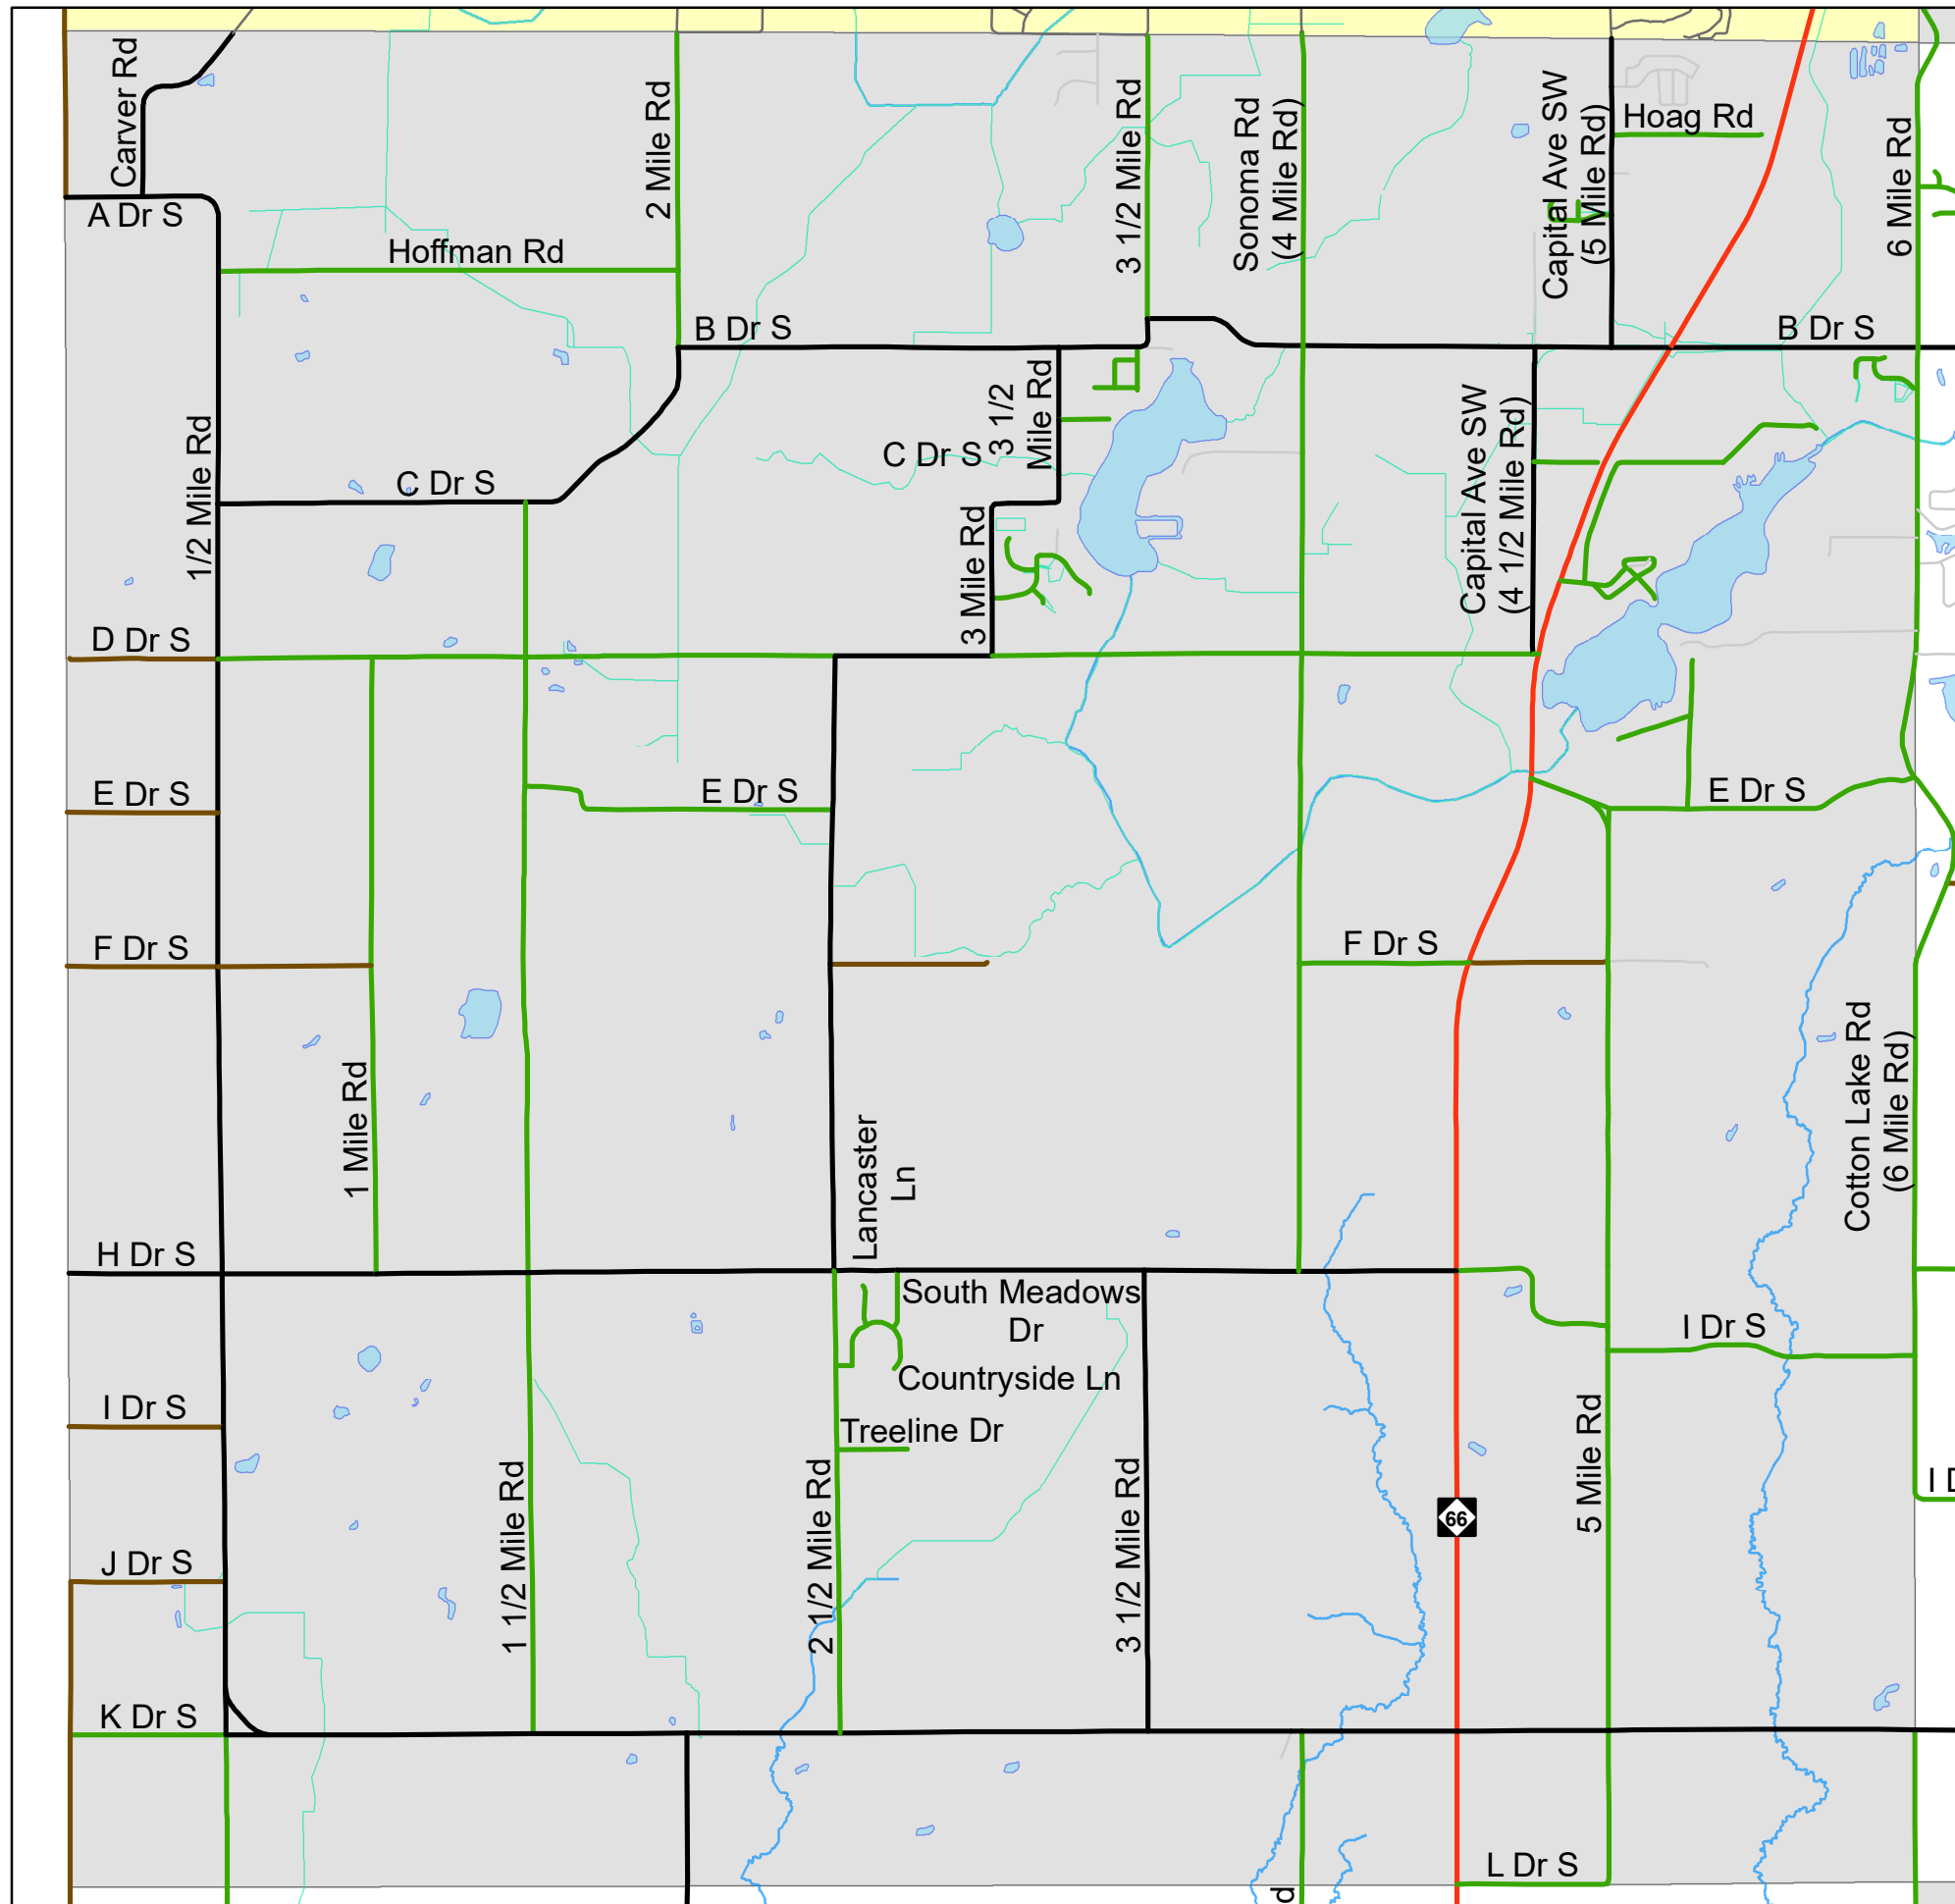 Carver Rd
2 Mile Rd
3 1/2 Mile Rd
Sonoma Rd
(4 Mile Rd)
Capital Ave SW
(5 Mile Rd)
Hoag Rd
6 Mile Rd
A Dr S
Hoffman Rd
B Dr S
B Dr S
1/2 Mile Rd
C Dr S
C Dr S
3 1/2
Mile Rd
Capital Ave SW
(4 1/2 Mile Rd)
3 Mile Rd
D Dr S
E Dr S
E Dr S
E Dr S
F Dr S
F Dr S
1 Mile Rd
Lancaster
Ln
Cotton Lake Rd
(6 Mile Rd)
H Dr S
South Meadows
Dr
I Dr S
Countryside Ln
I Dr S
Treeline Dr
1 1/2 Mile Rd
2 1/2 Mile Rd
3 1/2 Mile Rd
66
5 Mile Rd
J Dr S
K Dr S
L Dr S